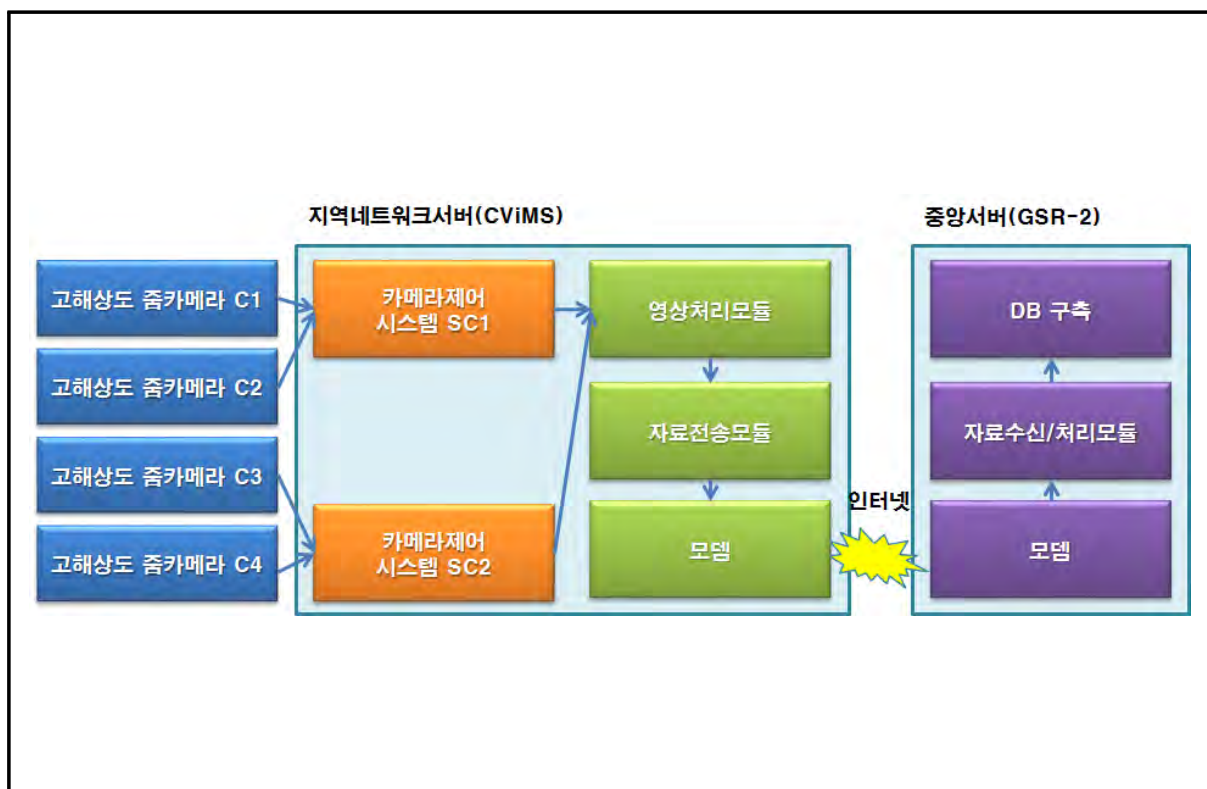 지역네트워크서버(CViMS)
중앙서버(GSR-2)
고해상도 줌카메라 C1
고해상도 줌카메라 C2
고해상도 줌카메라 C3
고해상도 줌카메라 C4
카메라제어
시스템 SC1
카메라제어
시스템 SC2
영상처리모듈
자료전송모듈
모뎀
인터넷
DB 구축
자료수신/처리모듈
모뎀